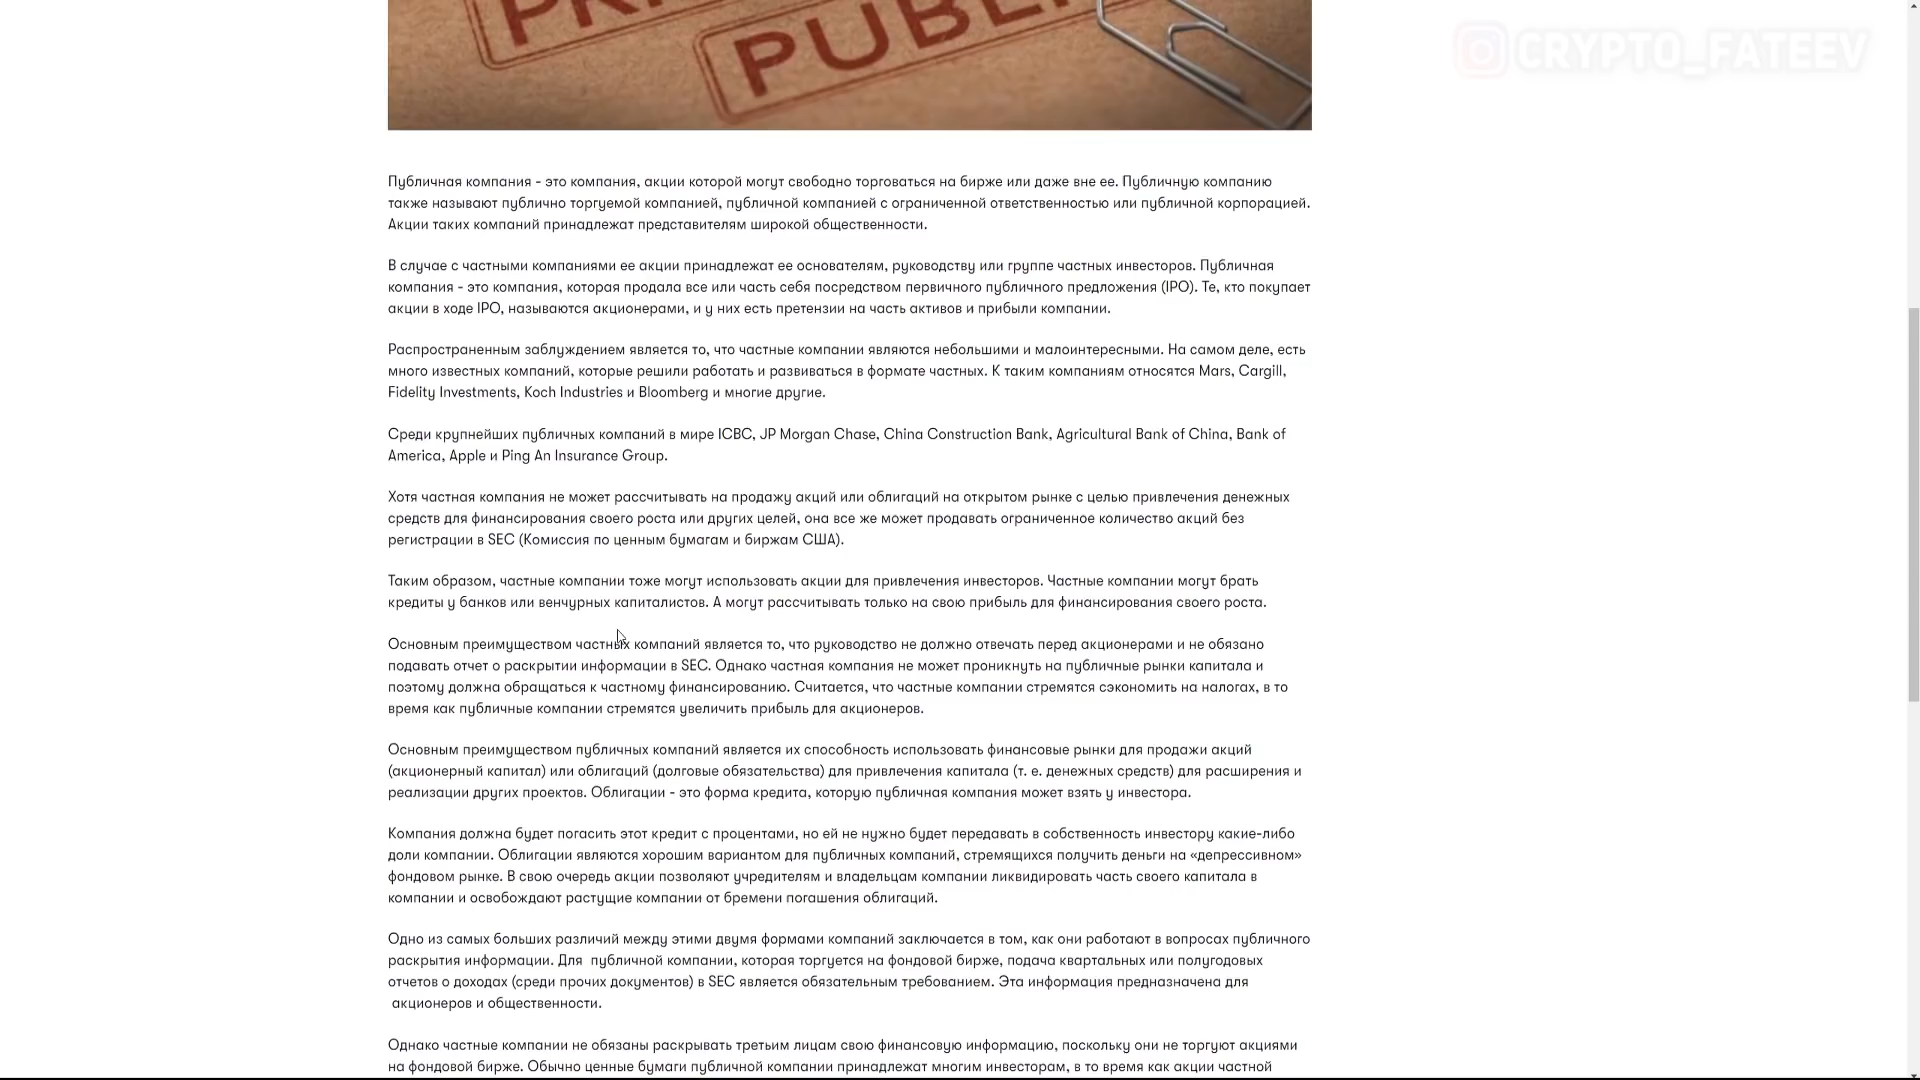 PUBLI
CRYPTO_FATEEV
Публичная компания - это компания, акции которой могут свободно торговаться на бирже или даже вне ее. Публичную компанию
также называют публично торгуемой компанией, публичной компанией с ограниченной ответственностью или публичной корпорацией.
Акции таких компаний принадлежат представителям широкой общественности.
В случае с частными компаниями ее акции принадлежат ее основателям, руководству или группе частных инвесторов. Публичная
компания - это компания, которая продала все или часть себя посредством первичного публичного предложения (IPO). Те, кто покупает
акции в ходе IPO, называются акционерами, и у них есть претензии на часть активов и прибыли компании.
Распространенным заблуждением является то, что частные компании являются небольшими и малоинтересными. На самом деле, есть
много известных компаний, которые решили работать и развиваться в формате частных. К таким компаниям относятся Mars, Cargill,
Fidelity Investments, Koch Industries и Bloomberg и многие другие.
Среди крупнейших публичных компаний в мире ICBC, JP Morgan Chase, China Construction Bank, Agricultural Bank of China, Bank of
America, Apple и Ping An Insurance Group.
Хотя частная компания не может рассчитывать на продажу акций или облигаций на открытом рынке с целью привлечения денежных
средств для финансирования своего роста или других целей, она все же может продавать ограниченное количество акций без
регистрации в SEC (Комиссия по ценным бумагам и биржам США).
Таким образом, частные компании тоже могут использовать акции для привлечения инвесторов. Частные компании могут брать
кредиты у банков или венчурных капиталистов. А могут рассчитывать только на свою прибыль для финансирования своего роста.
Основным преимуществом частных компаний является то, что руководство не должно отвечать перед акционерами и не обязано
подавать отчет о раскрытии информации в SEC. Однако частная компания не может проникнуть на публичные рынки капитала и
поэтому должна обращаться к частному финансированию. Считается, что частные компании стремятся сэкономить на налогах, в то
время как публичные компании стремятся увеличить прибыль для акционеров.
Основным преимуществом публичных компаний является их способность использовать финансовые рынки для продажи акций
(акционерный капитал) или облигаций (долговые обязательства) для привлечения капитала (т. е. денежных средств) для расширения и
реализации других проектов. Облигации - это форма кредита, которую публичная компания может взять у инвестора.
Компания должна будет погасить этот кредит с процентами, но ей не нужно будет передавать в собственность инвестору какие-либо
доли компании. Облигации являются хорошим вариантом для публичных компаний, стремящихся получить деньги на «депрессивном»
фондовом рынке. В свою очередь акции позволяют учредителям и владельцам компании ликвидировать часть своего капитала в
компании и освобождают растущие компании от бремени погашения облигаций.
Одно из самых больших различий между этими двумя формами компаний заключается в том, как они работают в вопросах публичного
раскрытия информации. Для публичной компании, которая торгуется на фондовой бирже, подача квартальных или полугодовых
отчетов о доходах (среди прочих документов) в SEC является обязательным требованием. Эта информация предназначена для
акционеров и общественности.
Однако частные компании не обязаны раскрывать третьим лицам свою финансовую информацию, поскольку они не торгуют акциями
на фондовой бирже. Обычно ценные бумаги публичной компании принадлежат многим инвесторам, в то время как акции частной